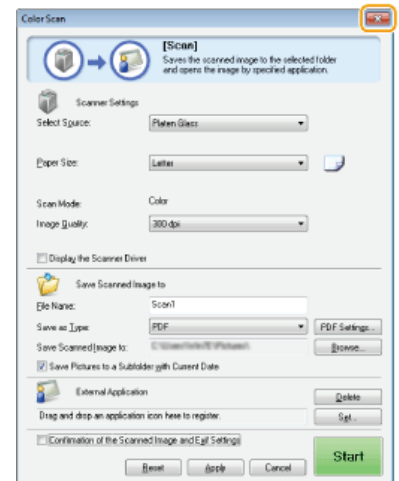 Color Scan
[Scan]
Saves the scanned image to the selected folder
and opens the image by specified application.
Scanner Settings
Select Source: Platen Glass
Paper Size: Letter
Scan Mode: Color
Image Quality: 300 dpi
Display the Scanner Driver
Save Scanned Image to
File Name: Scan1
Save as Type: PDF PDF Settings...
Save Scanned Image to: Browse...
Save Pictures to a Subfolder with Current Date
External Application Delete
Drag and drop an application icon here to register. Set...
Confirmation of the Scanned Image and Exif Settings
Start
Reset Apply Cancel